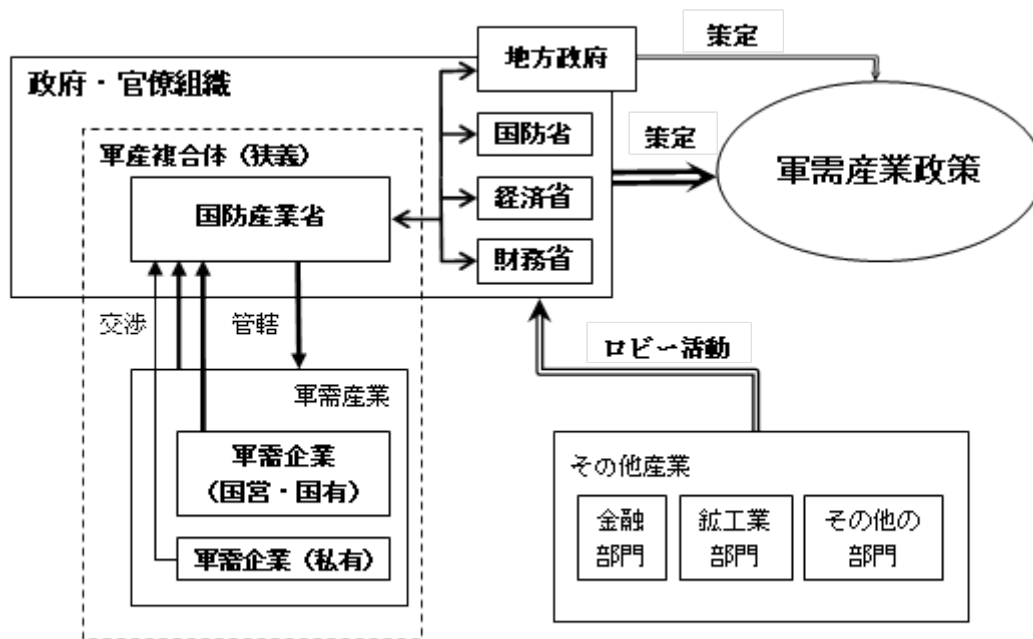 地方政府
策定
政府・官僚組織
国防省
策定
軍需産業政策
軍産複合体（狭義）
経済省
国防産業省
財務省
交渉
管轄
ロビー活動
軍需産業
軍需企業
（国営・国有）
軍需企業（私有）
その他産業
金融
部門
鉱工業
部門
その他の
部門